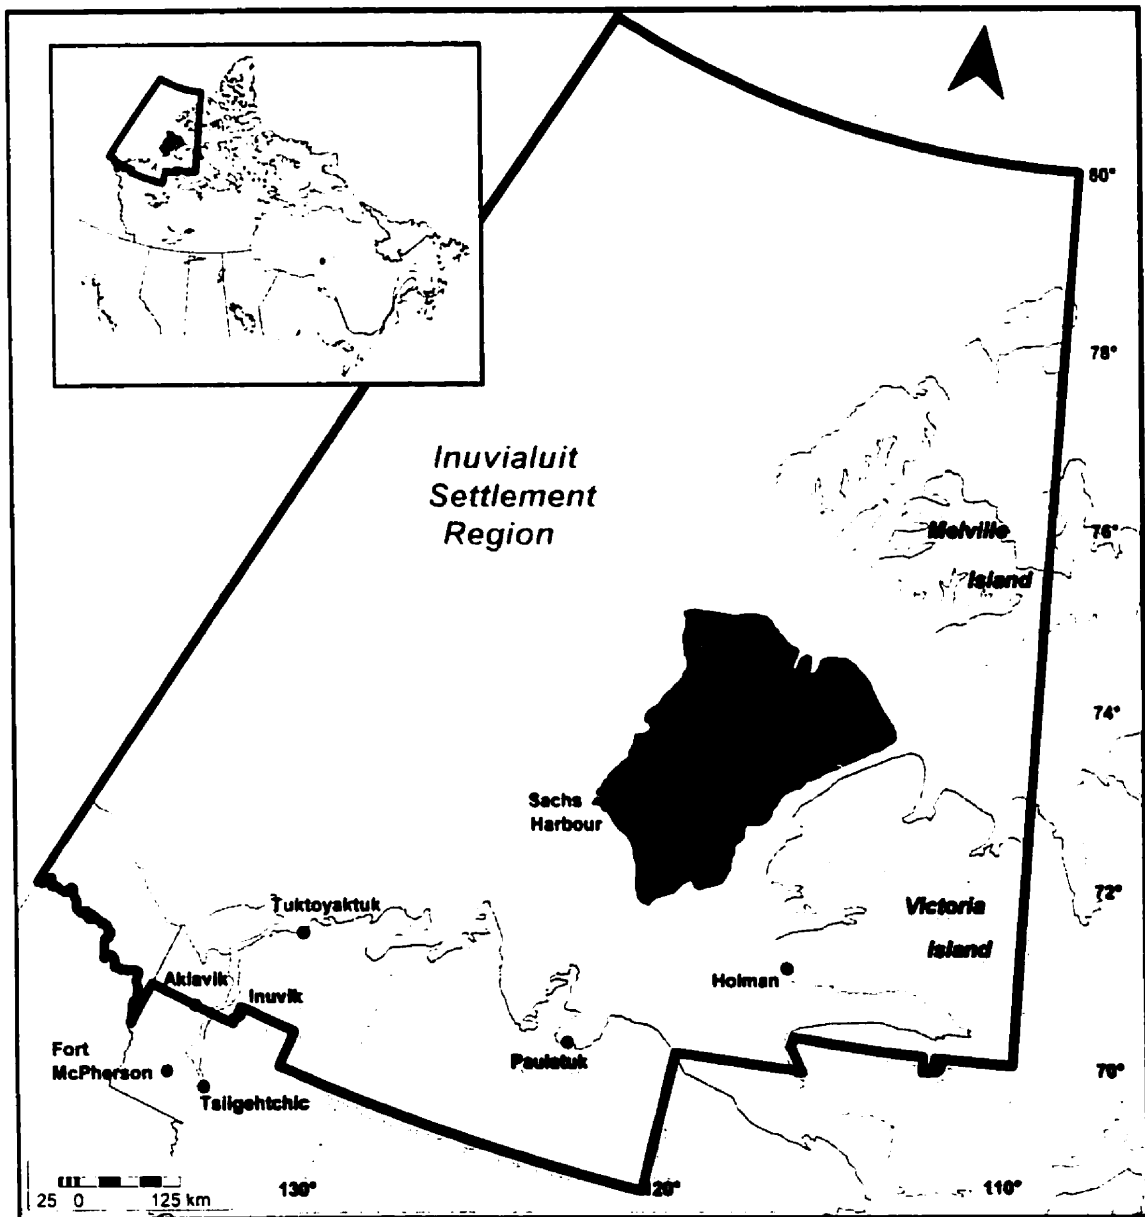 80°
78°
Inuvialuit
Settlement
Region
Melville
Island
76°
74°
Sachs
Harbour
72°
Tuktoyaktuk
Victoria
Island
Aklavik
Holman
Inuvik
Fort
McPherson
Paulatuk
70°
Tsiigehtchic
130°
120°
110°
25 0 125 km